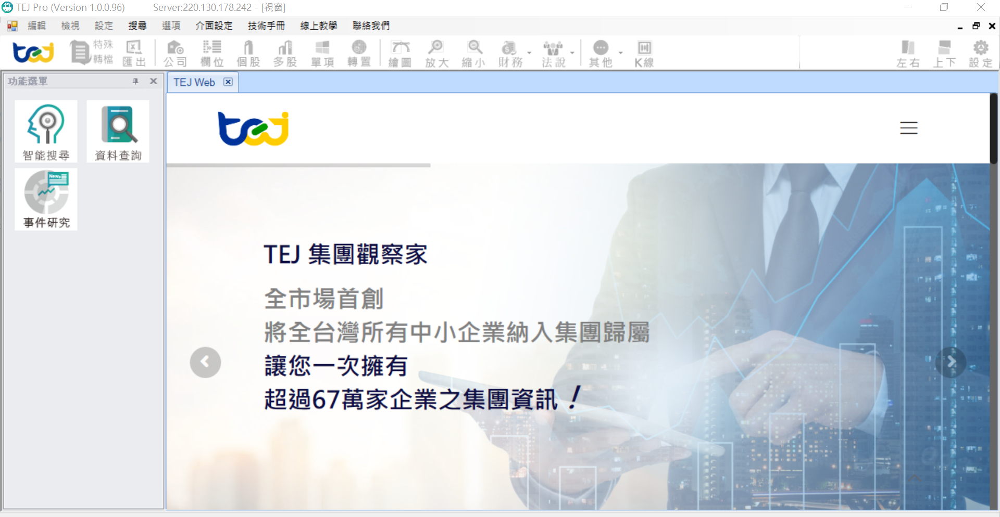 TEJ Pro (Version 1.0.0.96) Server:220.130.178.242 - [視窗]
編輯 檢視 設定 搜尋 選項 介面設定 技術手冊 線上教學 聯絡我們
tej 特殊轉檔 匯出 公司 欄位 個股 多股 單項 轉置 繪圖 放大 縮小 財務 法說 其他 K線 左右 上下 設定
功能選單
TEJ Web
智能搜尋 資料查詢
News
事件研究
tej
TEJ 集團觀察家
全市場首創
將全台灣所有中小企業納入集團歸屬
讓您一次擁有
超過67萬家企業之集團資訊！